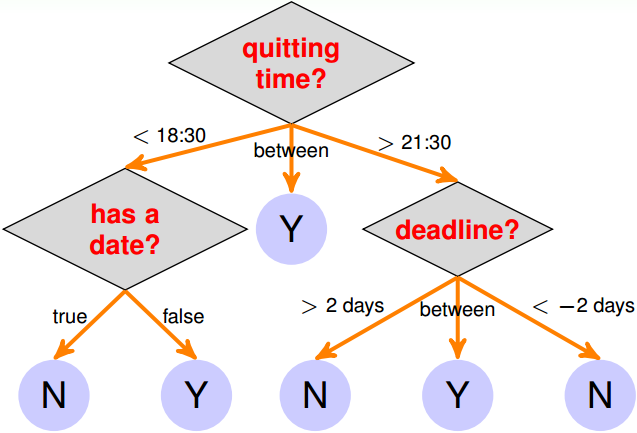 quitting
time?
< 18:30
between
> 21:30
has a
date?
Y
deadline?
true
false
> 2 days
between
< −2 days
N
Y
N
Y
N